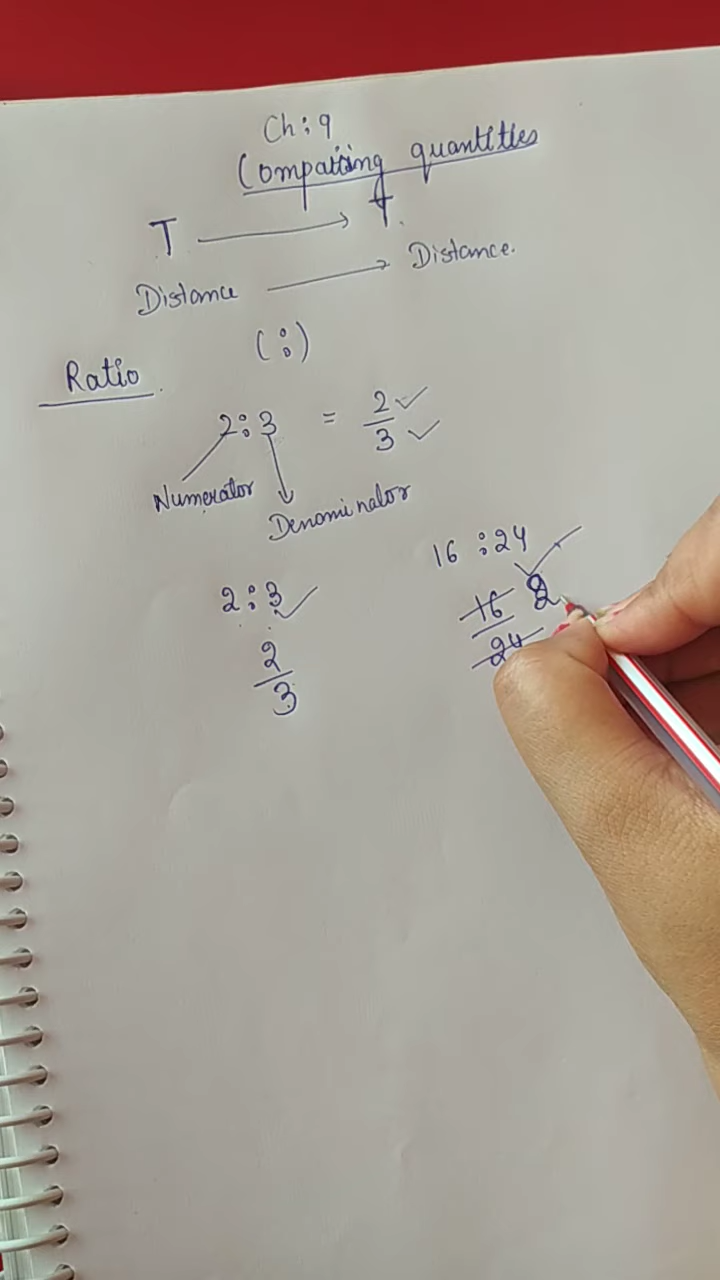 Ch:9
Comparing quantities
T → T.
Distance → Distance.
Ratio. (:)
2:3 = 2/3
Numerator
Denominator
16:24
2:3
16
24
2
3